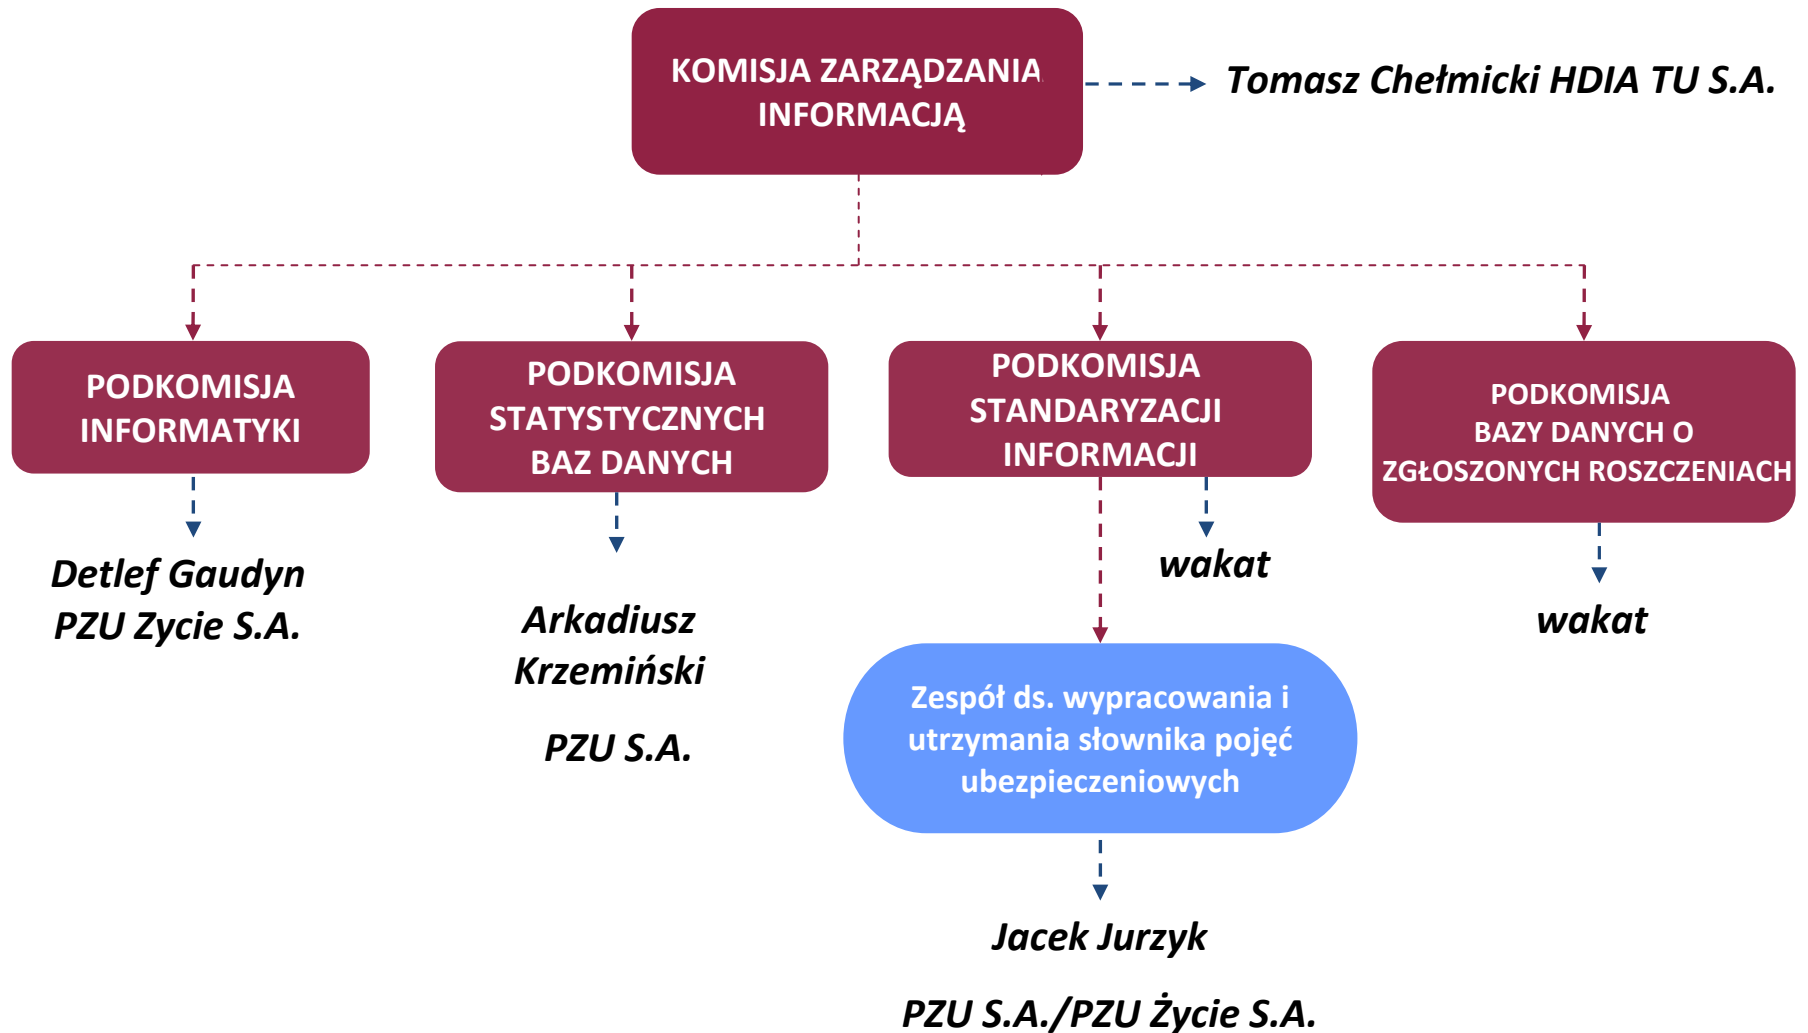 KOMISJA ZARZĄDZANIA
INFORMACJĄ
Tomasz Chełmicki HDIA TU S.A.
PODKOMISJA
INFORMATYKI
PODKOMISJA
STATYSTYCZNYCH
BAZ DANYCH
PODKOMISJA
STANDARYZACJI
INFORMACJI
PODKOMISJA
BAZY DANYCH O
ZGŁOSZONYCH ROSZCZENIACH
Detlef Gaudyn
PZU Zycie S.A.
Arkadiusz
Krzemiński
PZU S.A.
wakat
wakat
Zespół ds. wypracowania i
utrzymania słownika pojęć
ubezpieczeniowych
Jacek Jurzyk
PZU S.A./PZU Życie S.A.